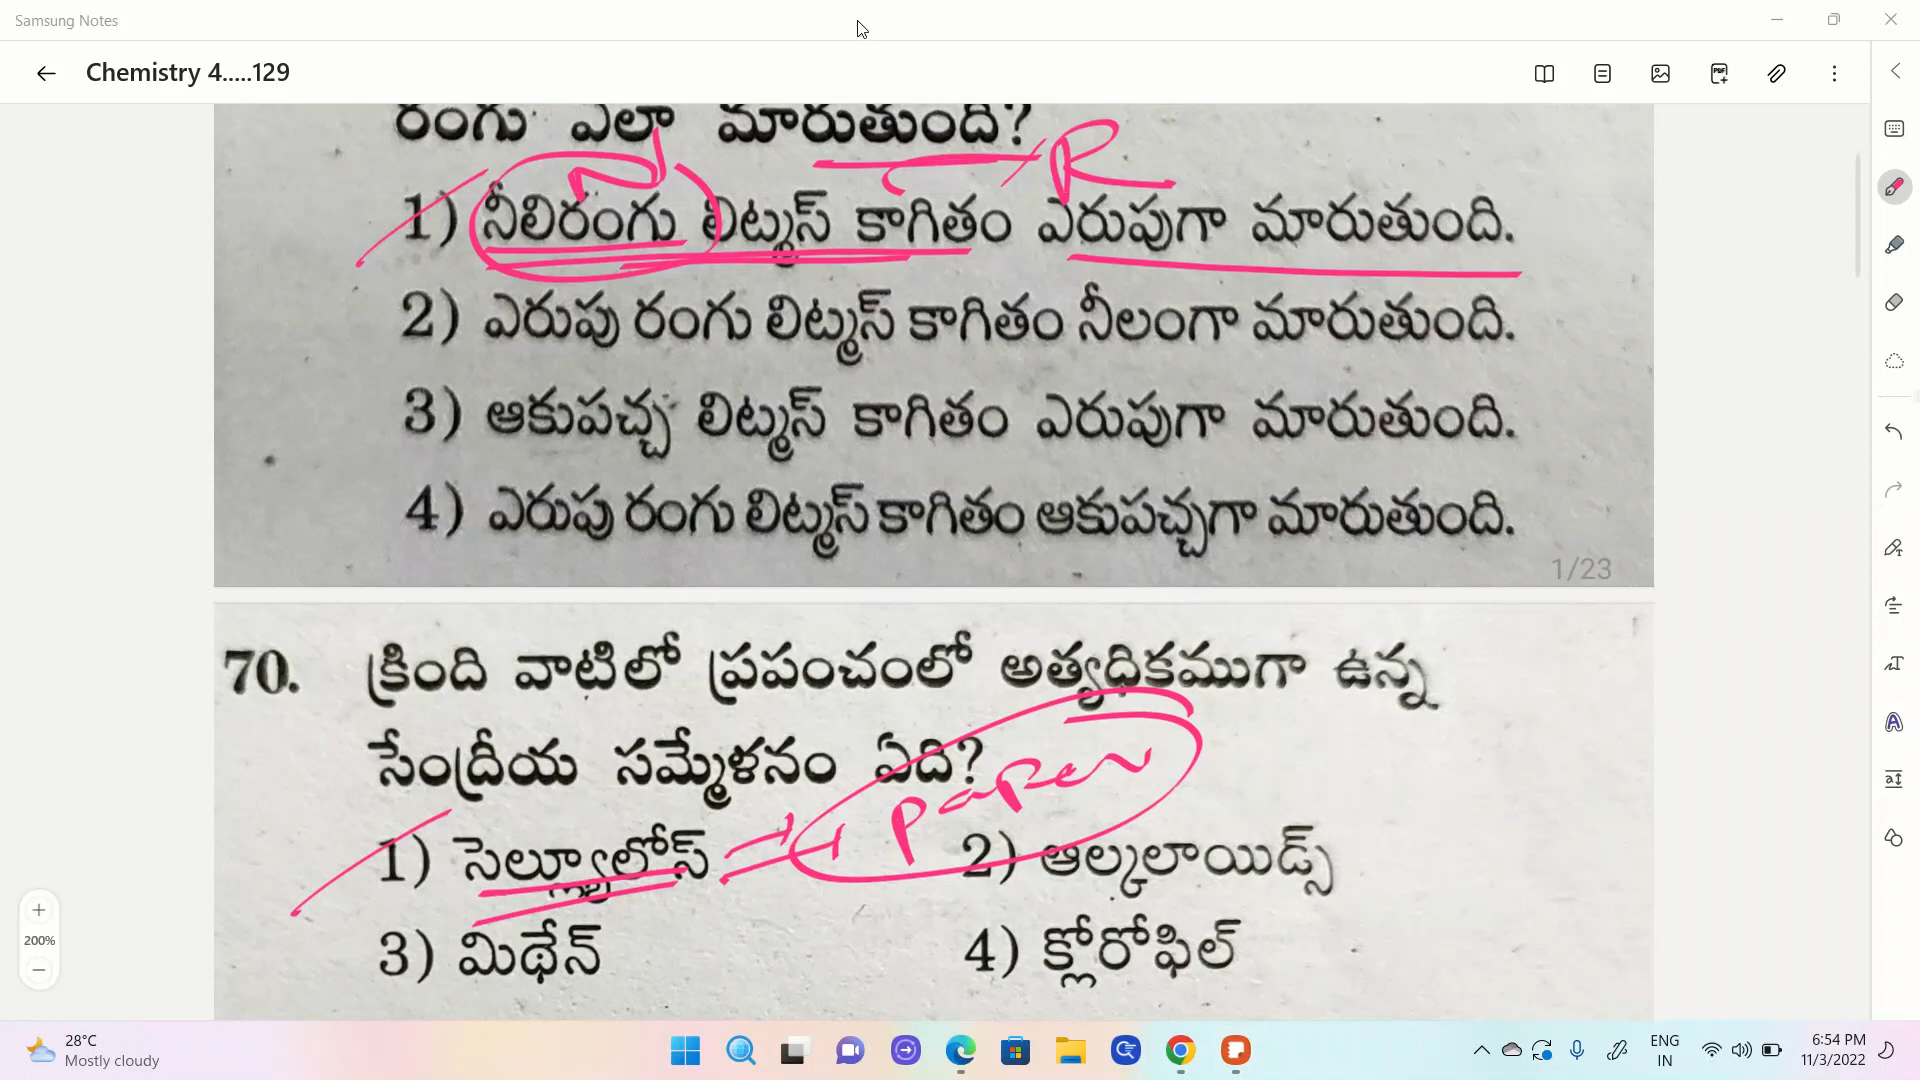 Samsung Notes
Chemistry 4.....129
రంగు ఎలా మారుతుంది?
N R
1) నీలిరంగు లిట్మస్ కాగితం ఎరుపుగా మారుతుంది.
2) ఎరుపు రంగు లిట్మస్ కాగితం నీలంగా మారుతుంది.
3) ఆకుపచ్చ లిట్మస్ కాగితం ఎరుపుగా మారుతుంది.
4) ఎరుపు రంగు లిట్మస్ కాగితం ఆకుపచ్చగా మారుతుంది.
1/23
70. క్రింది వాటిలో ప్రపంచంలో అత్యధికముగా ఉన్న
సేంద్రీయ సమ్మేళనం ఏది?
paper
1) సెల్యూలోస్ 2) ఆల్కలాయిడ్స్
3) మిథేన్ 4) క్లోరోఫిల్
200%
28°C
Mostly cloudy
ENG
IN
6:54 PM
11/3/2022